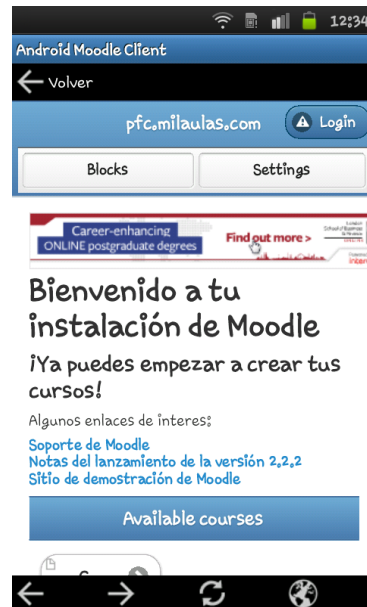 12:34
Android Moodle Client
Volver
pfc.milaulas.com
Login
Blocks
Settings
Career-enhancing
ONLINE postgraduate degrees
Find out more >
Bienvenido a tu
instalación de Moodle
¡Ya puedes empezar a crear tus
cursos!
Algunos enlaces de interes:
Soporte de Moodle
Notas del lanzamiento de la versión 2.2.2
Sitio de demostración de Moodle
Available courses